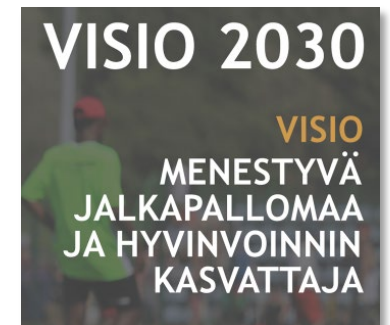 VISIO 2030
VISIO
MENESTYVÄ
JALKAPALLOMAA
JA HYVINVOINNIN
KASVATTAJA